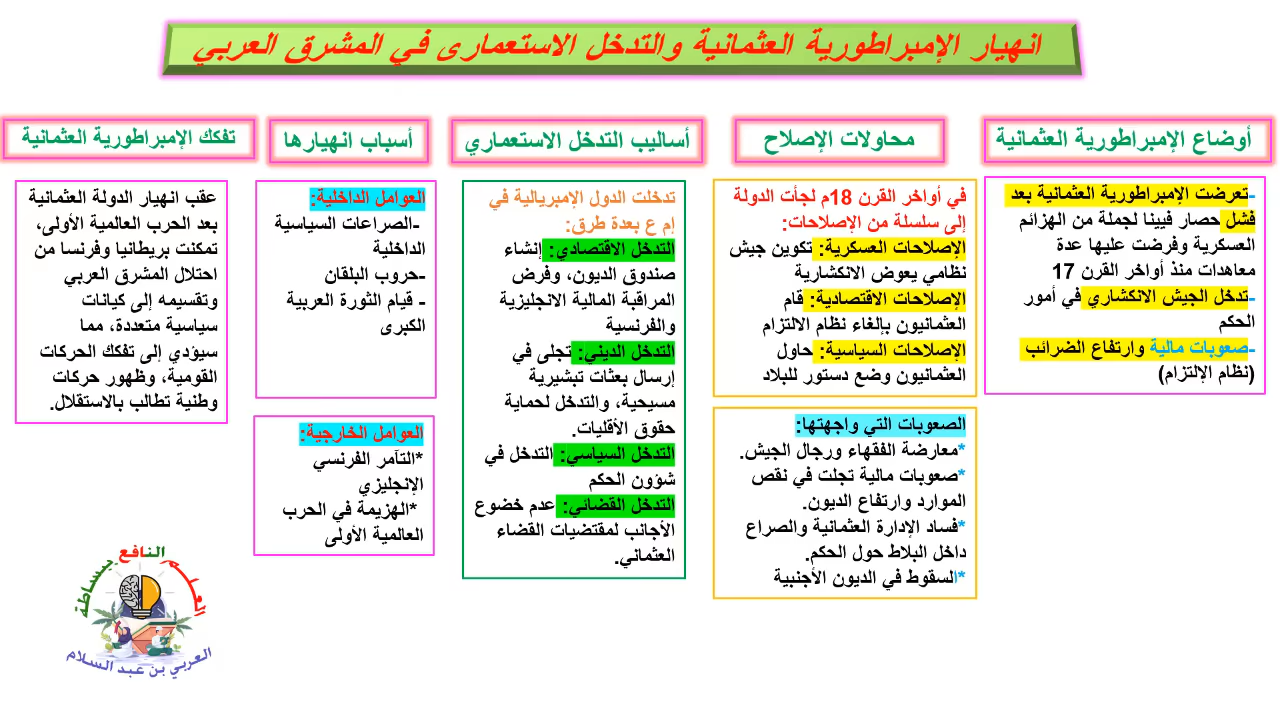 انهيار الإمبراطورية العثمانية والتدخل الاستعمارى في المشرق العربي
أوضاع الإمبراطورية العثمانية
-تعرضت الإمبراطورية العثمانية بعد
فشل حصار فيينا لجملة من الهزائم
العسكرية وفرضت عليها عدة
معاهدات منذ أواخر القرن 17
-تدخل الجيش الانكشاري في أمور
الحكم
-صعوبات مالية وارتفاع الضرائب
(نظام الإلتزام)
محاولات الإصلاح
في أواخر القرن 18م لجأت الدولة
إلى سلسلة من الإصلاحات:
الإصلاحات العسكرية: تكوين جيش
نظامي يعوض الانكشارية
الإصلاحات الاقتصادية: قام
العثمانيون بإلغاء نظام الالتزام
الإصلاحات السياسية: حاول
العثمانيون وضع دستور للبلاد
الصعوبات التي واجهتها:
*معارضة الفقهاء ورجال الجيش.
*صعوبات مالية تجلت في نقص
الموارد وارتفاع الديون.
*فساد الإدارة العثمانية والصراع
داخل البلاط حول الحكم.
*السقوط في الديون الأجنبية
أساليب التدخل الاستعماري
تدخلت الدول الإمبريالية في
إم ع بعدة طرق:
التدخل الاقتصادي: إنشاء
صندوق الديون، وفرض
المراقبة المالية الانجليزية
والفرنسية
التدخل الديني: تجلى في
إرسال بعثات تبشيرية
مسيحية، والتدخل لحماية
حقوق الأقليات.
التدخل السياسي: التدخل في
شؤون الحكم
التدخل القضائي: عدم خضوع
الأجانب لمقتضيات القضاء
العثماني.
أسباب انهيارها
العوامل الداخلية:
-الصراعات السياسية
الداخلية
-حروب البلقان
- قيام الثورة العربية
الكبرى
العوامل الخارجية:
*التآمر الفرنسي
الإنجليزي
*الهزيمة في الحرب
العالمية الأولى
تفكك الإمبراطورية العثمانية
عقب انهيار الدولة العثمانية
بعد الحرب العالمية الأولى،
تمكنت بريطانيا وفرنسا من
احتلال المشرق العربي
وتقسيمه إلى كيانات
سياسية متعددة، مما
سيؤدي إلى تفكك الحركات
القومية، وظهور حركات
وطنية تطالب بالاستقلال.
العلم النافع ببساطة
العربي بن عبد السلام